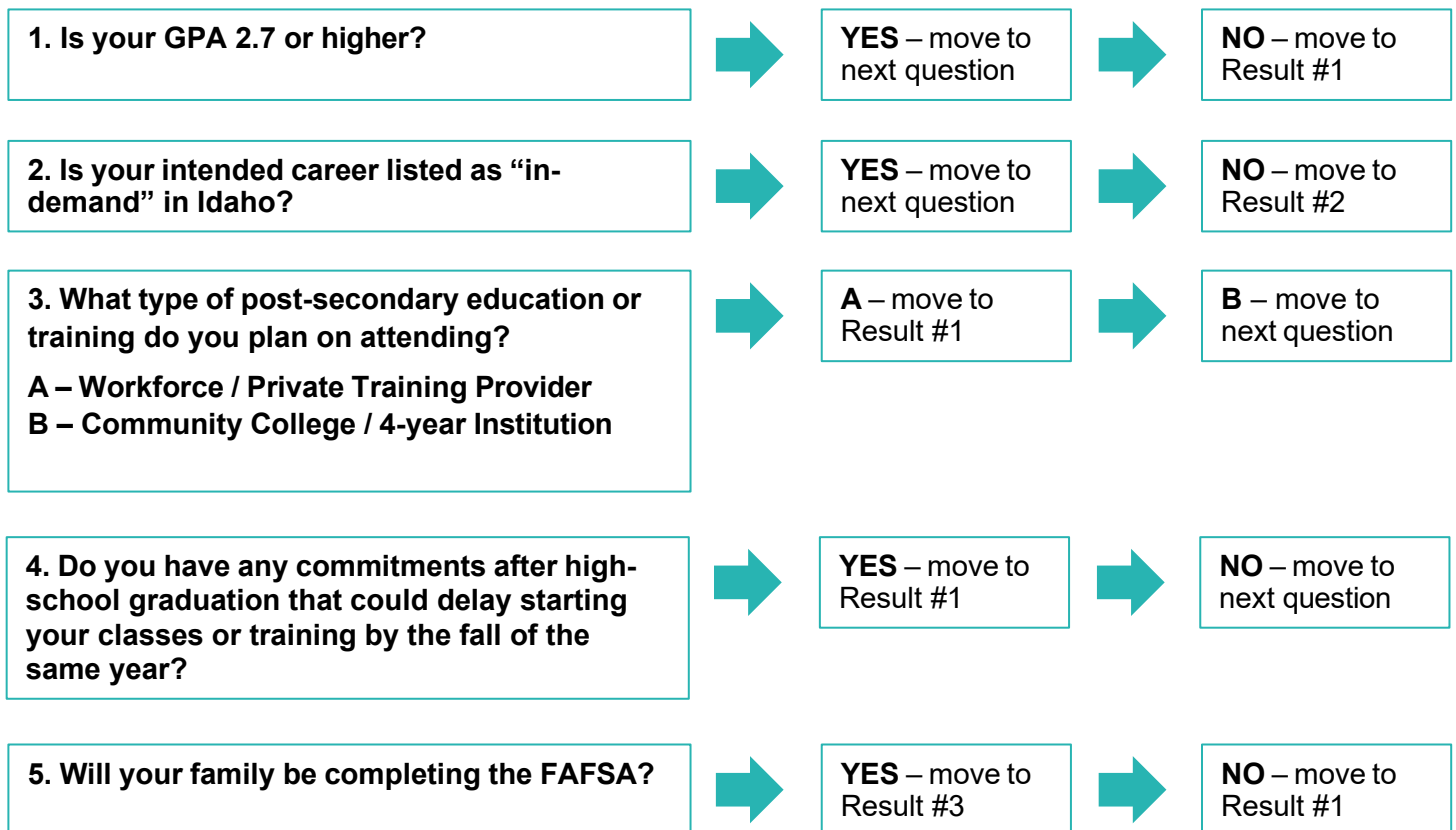 1. Is your GPA 2.7 or higher?
YES – move to
next question
NO – move to
Result #1
2. Is your intended career listed as “in-
demand” in Idaho?
YES – move to
next question
NO – move to
Result #2
3. What type of post-secondary education or
training do you plan on attending?
A – Workforce / Private Training Provider
B – Community College / 4-year Institution
A – move to
Result #1
B – move to
next question
4. Do you have any commitments after high-
school graduation that could delay starting
your classes or training by the fall of the
same year?
YES – move to
Result #1
NO – move to
next question
5. Will your family be completing the FAFSA?
YES – move to
Result #3
NO – move to
Result #1